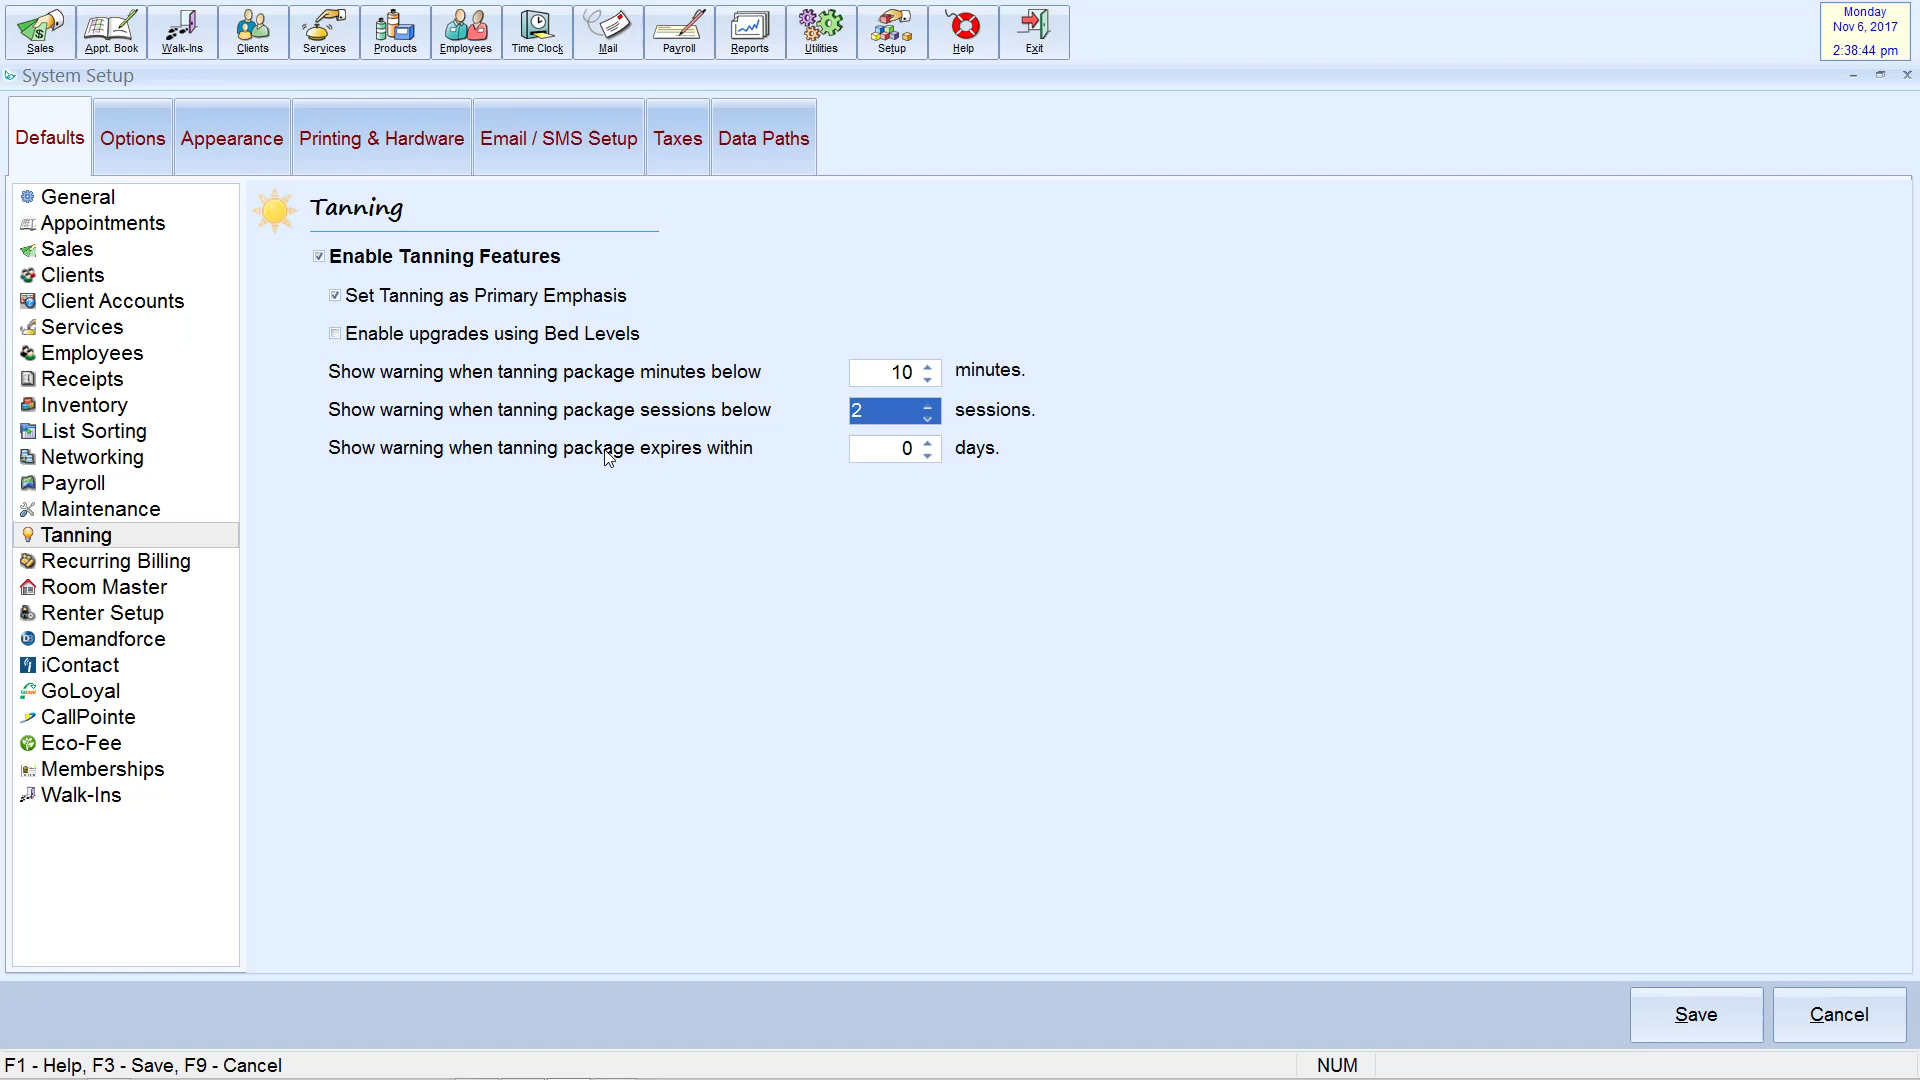 Sales Appt. Book Walk-Ins Clients Services Products Employees Time Clock Mail Payroll Reports Utilities Setup Help Exit
Monday
Nov 6, 2017
2:38:44 pm
System Setup
Defaults Options Appearance Printing & Hardware Email / SMS Setup Taxes Data Paths
General
Appointments
Sales
Clients
Client Accounts
Services
Employees
Receipts
Inventory
List Sorting
Networking
Payroll
Maintenance
Tanning
Recurring Billing
Room Master
Renter Setup
Demandforce
iContact
GoLoyal
CallPointe
Eco-Fee
Memberships
Walk-Ins
Tanning
Enable Tanning Features
Set Tanning as Primary Emphasis
Enable upgrades using Bed Levels
Show warning when tanning package minutes below 10 minutes.
Show warning when tanning package sessions below 2 sessions.
Show warning when tanning package expires within 0 days.
Save Cancel
F1 - Help, F3 - Save, F9 - Cancel NUM